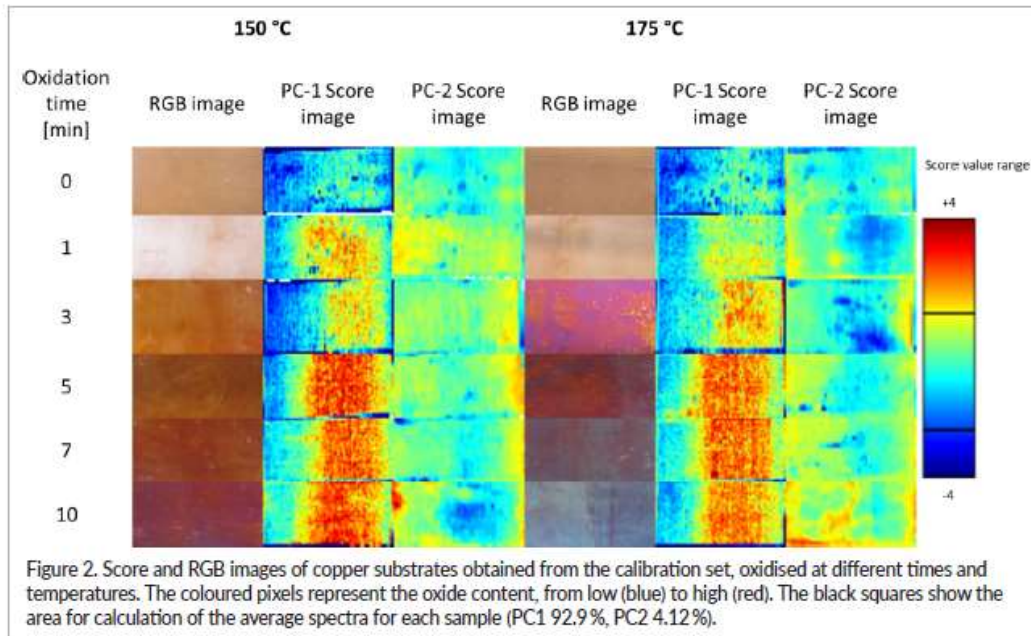 150 °C 175 °C
Oxidation time [min] RGB image PC-1 Score image PC-2 Score image RGB image PC-1 Score image PC-2 Score image
Score value range
0
+4
1
3
5
7
-4
10
Figure 2. Score and RGB images of copper substrates obtained from the calibration set, oxidised at different times and
temperatures. The coloured pixels represent the oxide content, from low (blue) to high (red). The black squares show the
area for calculation of the average spectra for each sample (PC1 92.9%, PC2 4.12%).